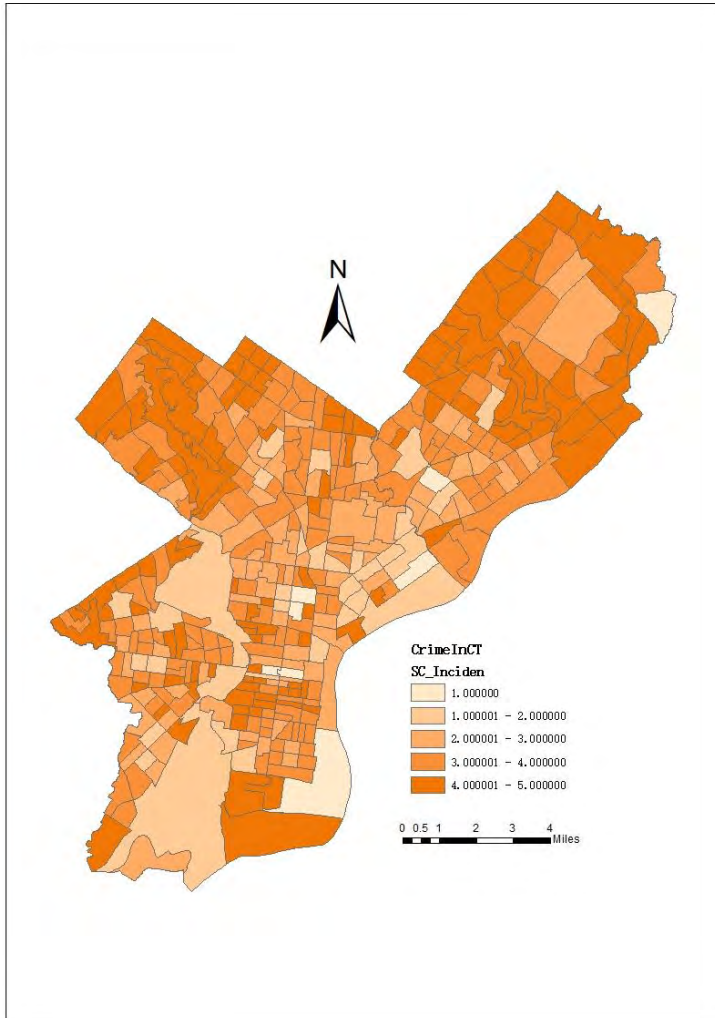 N
CrimeInCT
SC_Inciden
1.000000
1.000001 - 2.000000
2.000001 - 3.000000
3.000001 - 4.000000
4.000001 - 5.000000
0 0.5 1 2 3 4
Miles